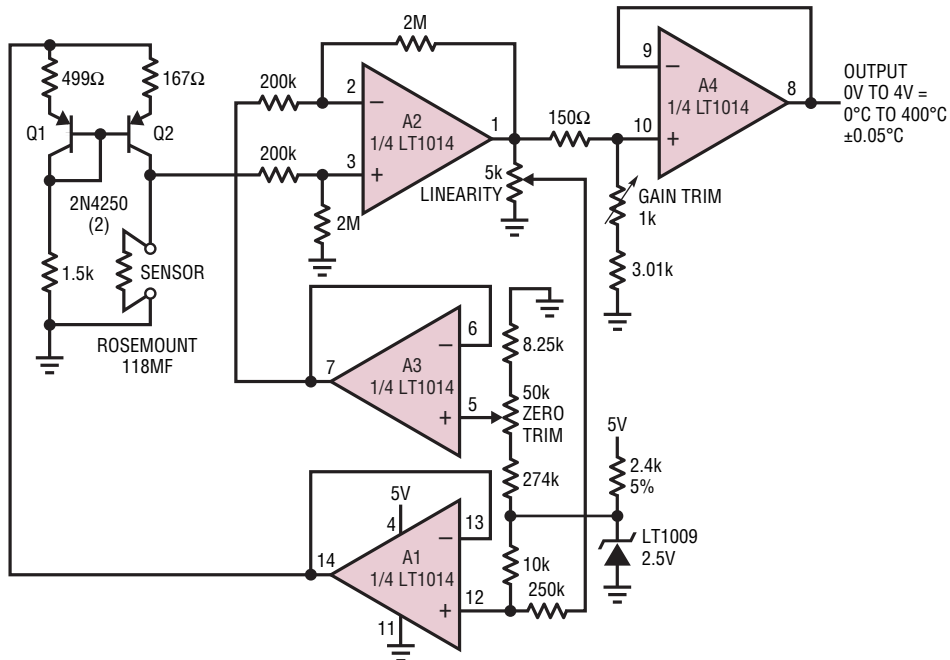 499Ω
167Ω
Q1
Q2
2N4250
(2)
1.5k
SENSOR
ROSEMOUNT
118MF
200k
200k
2M
2M
2
3
1
A2
1/4 LT1014
5k
LINEARITY
150Ω
9
10
8
A4
1/4 LT1014
GAIN TRIM
1k
3.01k
OUTPUT
0V TO 4V =
0°C TO 400°C
±0.05°C
7
6
5
A3
1/4 LT1014
8.25k
50k
ZERO
TRIM
274k
5V
2.4k
5%
LT1009
2.5V
10k
250k
5V
4
13
14
12
11
A1
1/4 LT1014
−
+
−
+
−
+
−
+